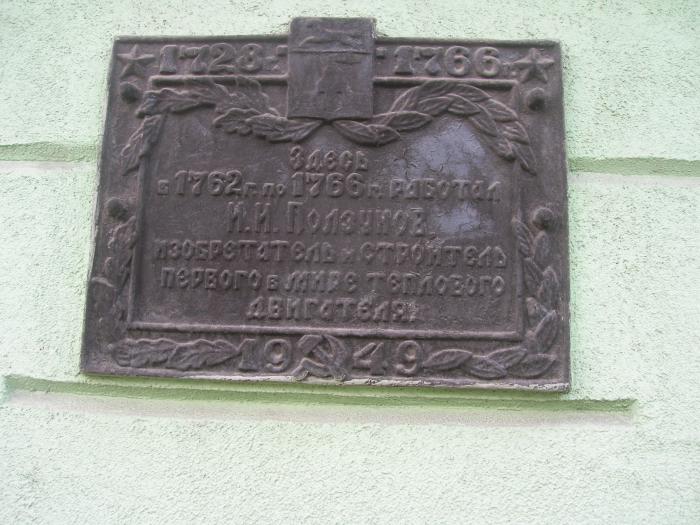 1728 г. 1766 г.
Здесь
в 1762 г. по 1766 г. работал
И.И. Ползунов,
изобретатель и строитель
первого в мире теплового
двигателя.
1949